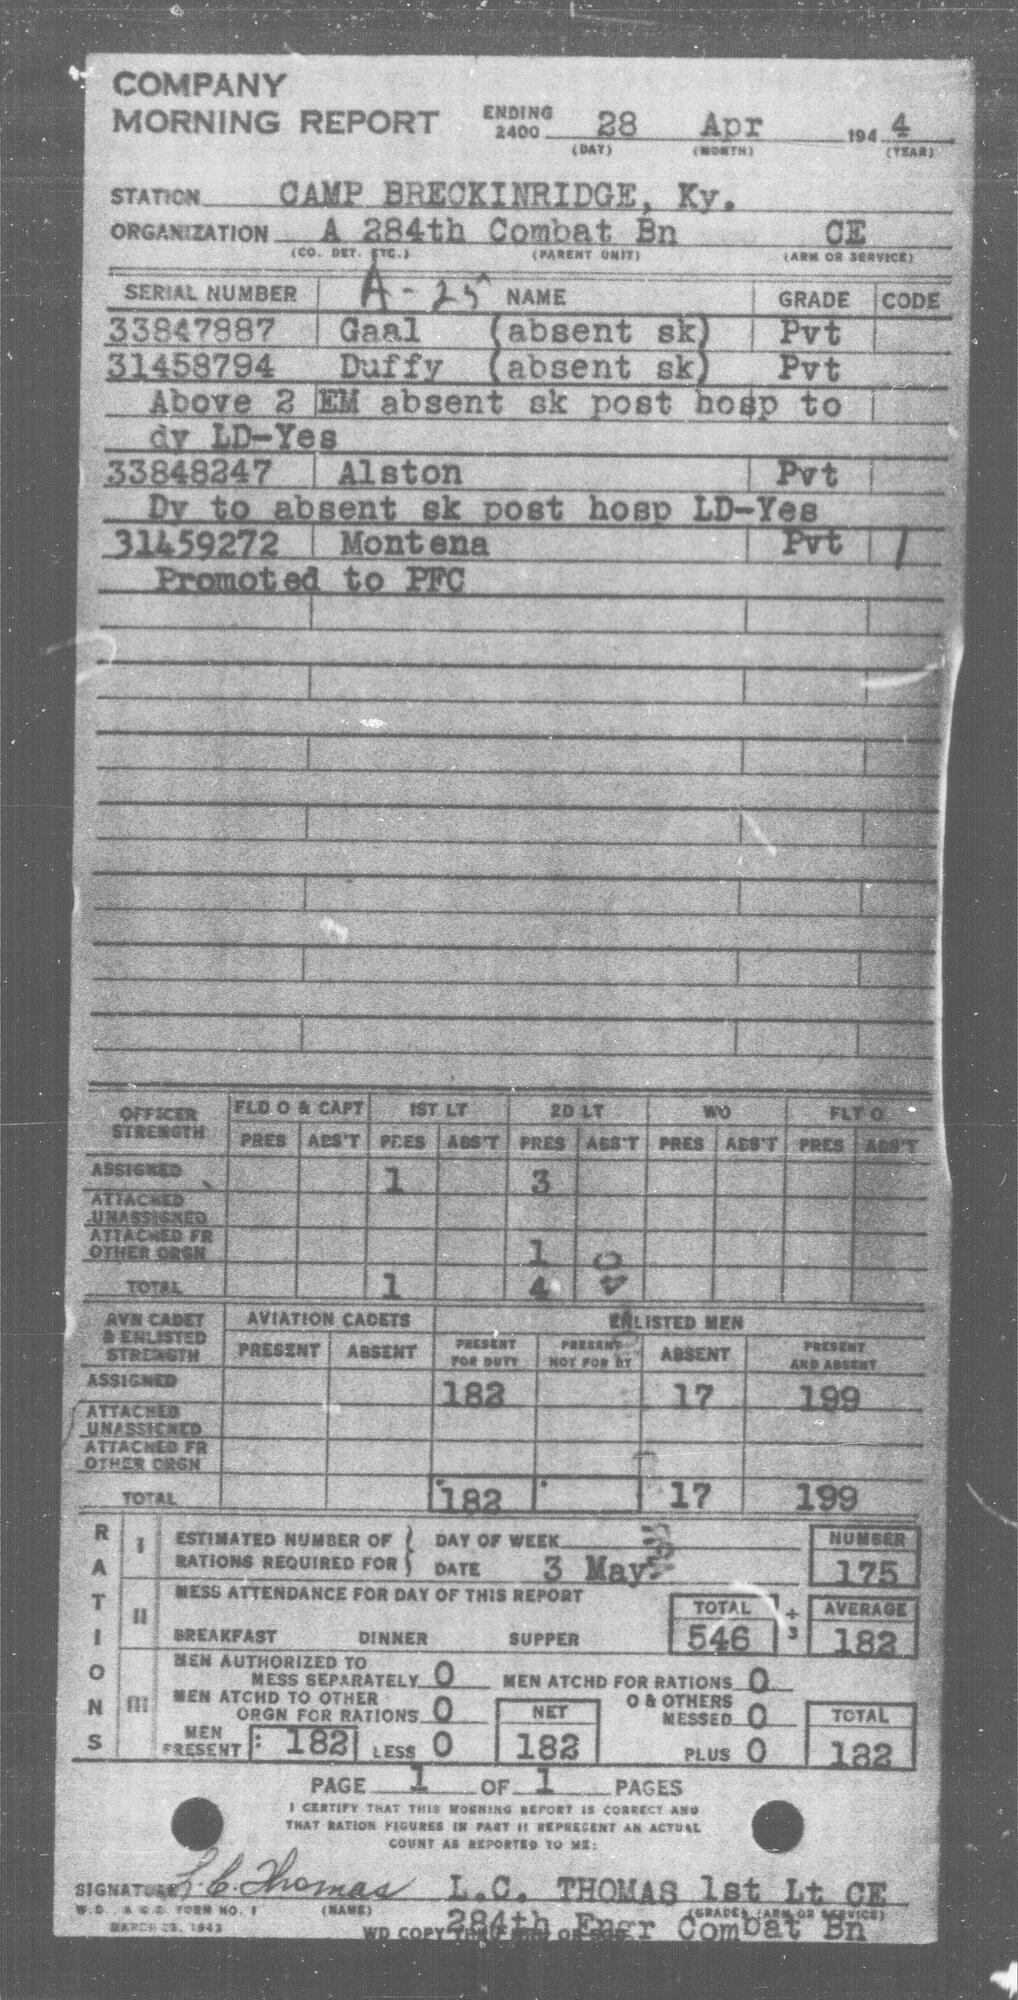 COMPANY
MORNING REPORT ENDING 2400 28 Apr 194 4
(DAY) (MONTH) (YEAR)
STATION CAMP BRECKINRIDGE, Ky.
ORGANIZATION A 284th Combat Bn CE
(CO. DET. ETC.) (PARENT UNIT) (ARM OR SERVICE)
SERIAL NUMBER A-25 NAME GRADE CODE
33847887 Gaal (absent sk) Pvt
31458794 Duffy (absent sk) Pvt
Above 2 EM absent sk post hosp to
dy LD-Yes
33848247 Alston Pvt
Dy to absent sk post hosp LD-Yes
31459272 Montena Pvt /
Promoted to PFC
OFFICER STRENGTH FLD O & CAPT 1ST LT 2D LT WO FLT O
PRES ABS'T PRES ABS'T PRES ABS'T PRES ABS'T PRES ABS'T
ASSIGNED 1 3
ATTACHED UNASSIGNED
ATTACHED FR OTHER ORGN 1
TOTAL 1 4
AVN CADET & ENLISTED STRENGTH AVIATION CADETS ENLISTED MEN
PRESENT ABSENT PRESENT FOR DUTY PRESENT NOT FOR DY ABSENT PRESENT AND ABSENT
ASSIGNED 182 17 199
ATTACHED UNASSIGNED
ATTACHED FR OTHER ORGN
TOTAL 182 17 199
RATIONS
I ESTIMATED NUMBER OF RATIONS REQUIRED FOR DAY OF WEEK NUMBER
DATE 3 May 175
II MESS ATTENDANCE FOR DAY OF THIS REPORT TOTAL ÷ 3 AVERAGE
BREAKFAST DINNER SUPPER 546 182
III MEN AUTHORIZED TO MESS SEPARATELY 0 MEN ATCHD FOR RATIONS 0
MEN ATCHD TO OTHER ORGN FOR RATIONS 0 NET O & OTHERS MESSED 0 TOTAL
MEN PRESENT 182 LESS 0 182 PLUS 0 182
PAGE 1 OF 1 PAGES
I CERTIFY THAT THIS MORNING REPORT IS CORRECT AND
THAT RATION FIGURES IN PART II REPRESENT AN ACTUAL
COUNT AS REPORTED TO ME:
SIGNATURE L.C. Thomas L.C. THOMAS 1st Lt CE
W.D., A.G.O. FORM NO. 1 (NAME) (GRADE) (ARM OR SERVICE)
MARCH 23, 1943 284th Engr Combat Bn
WD COPY